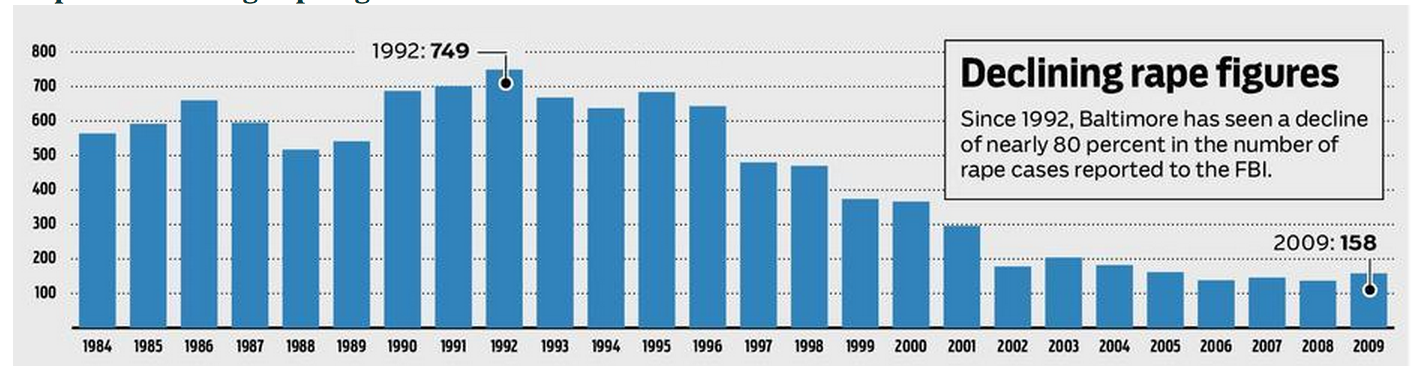 800
1992: 749
700
600
500
400
300
200
100
Declining rape figures
Since 1992, Baltimore has seen a decline
of nearly 80 percent in the number of
rape cases reported to the FBI.
2009: 158
1984 1985 1986 1987 1988 1989 1990 1991 1992 1993 1994 1995 1996 1997 1998 1999 2000 2001 2002 2003 2004 2005 2006 2007 2008 2009